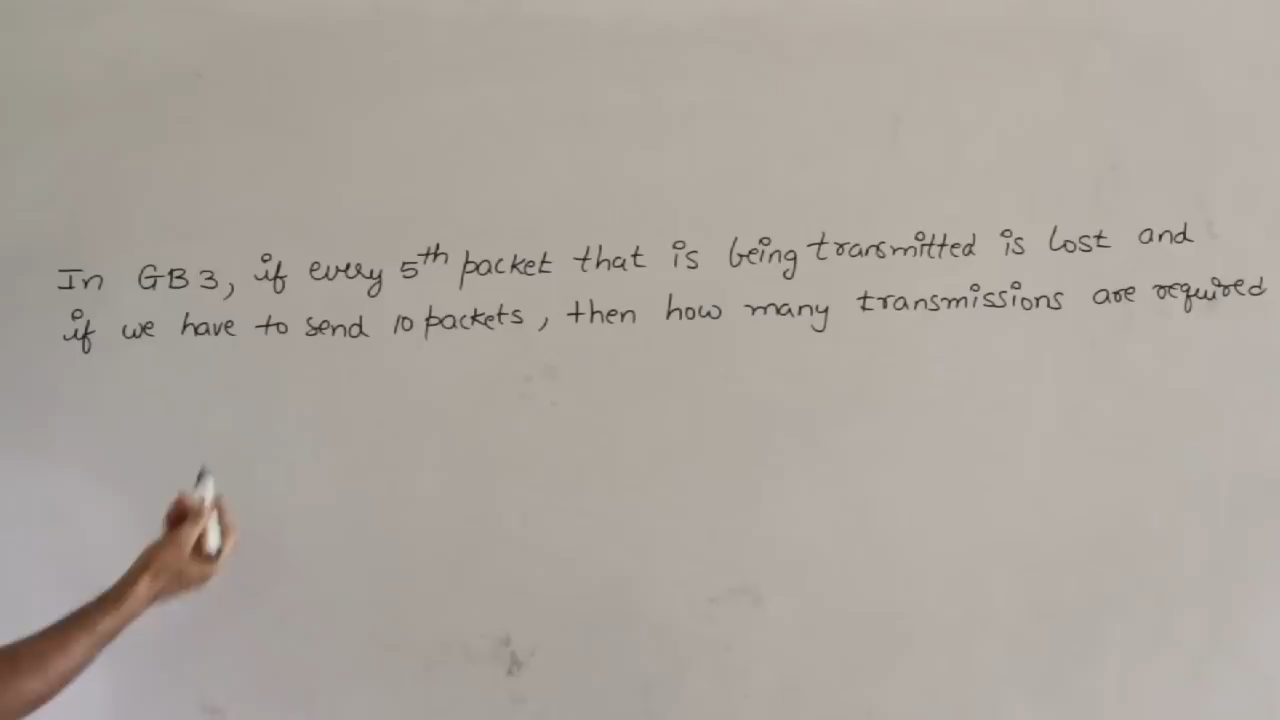 In GB3, if every 5th packet that is being transmitted is lost and
if we have to send 10 packets, then how many transmissions are required